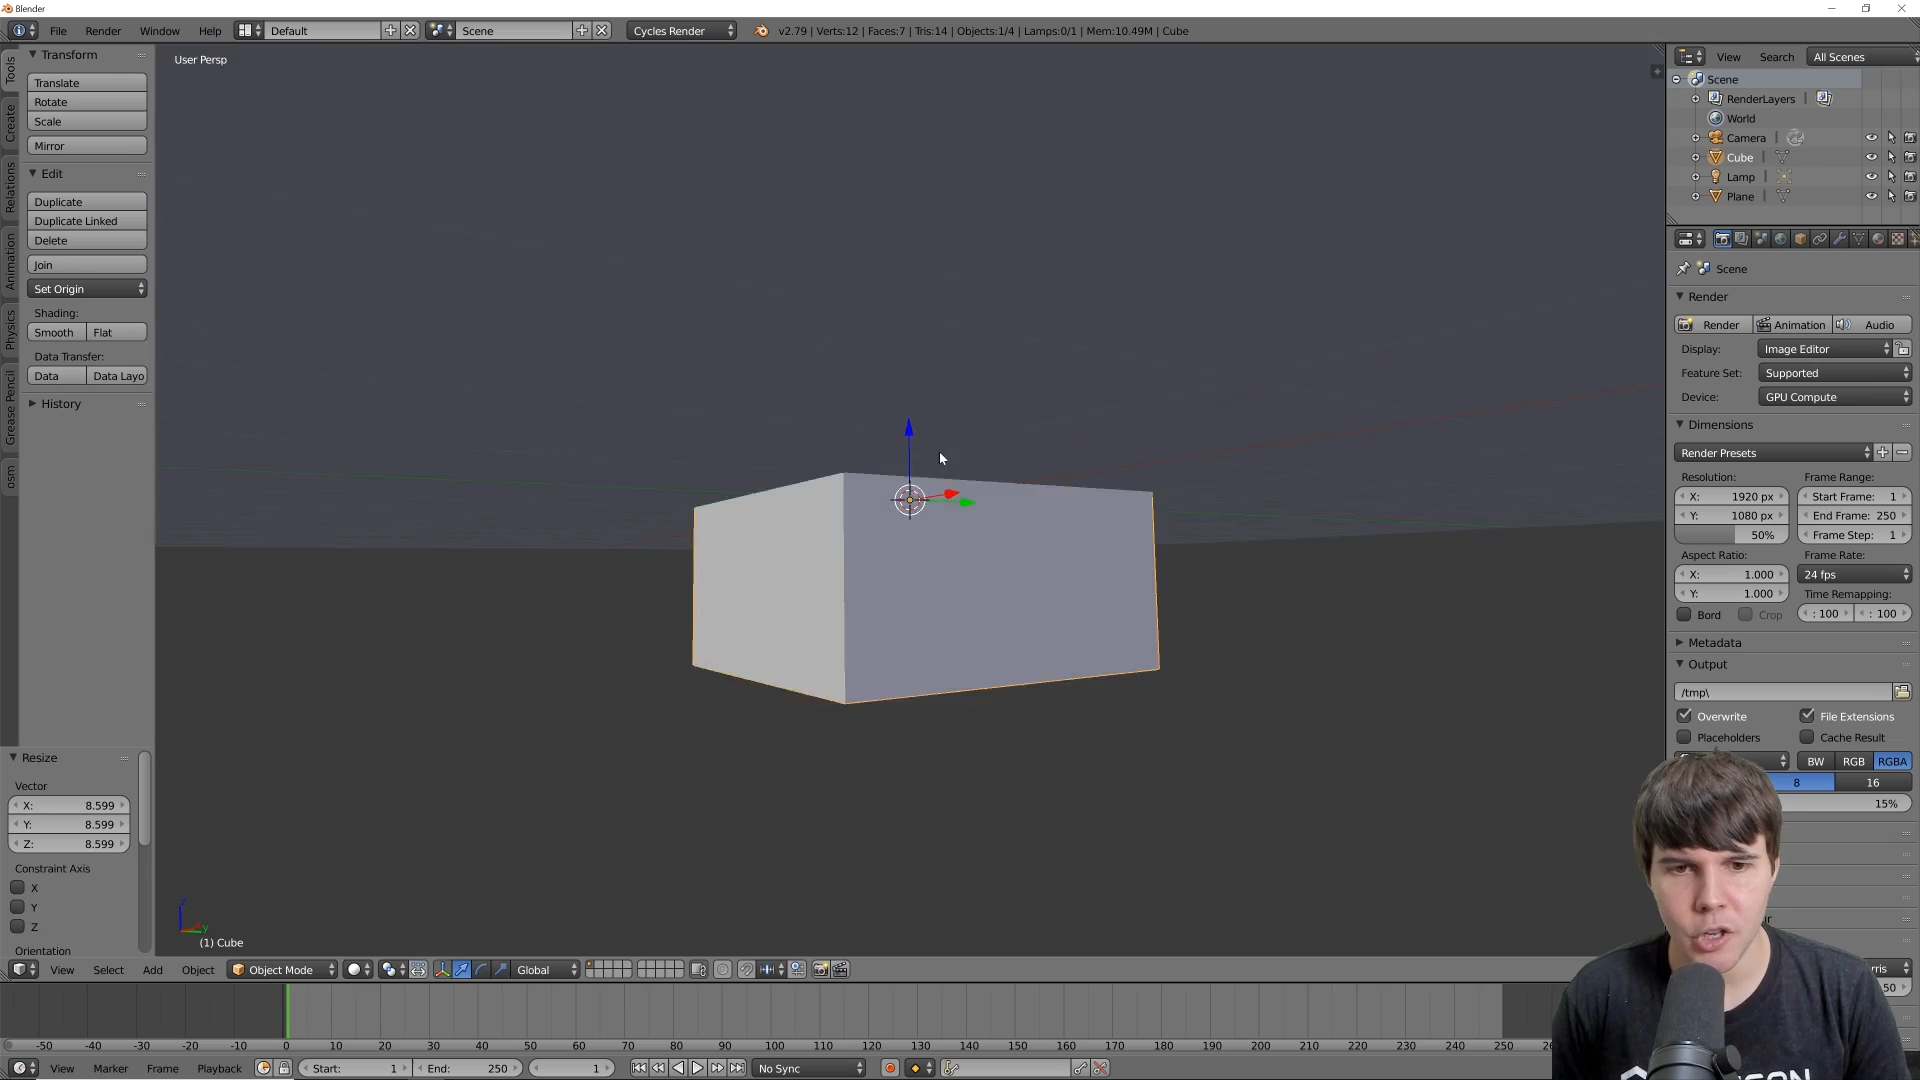 Blender
File Render Window Help Default Scene Cycles Render v2.79 | Verts:12 | Faces:7 | Tris:14 | Objects:1/4 | Lamps:0/1 | Mem:10.49M | Cube
Tools
Create
Relations
Animation
Physics
Grease Pencil
osm
Transform
Translate
Rotate
Scale
Mirror
Edit
Duplicate
Duplicate Linked
Delete
Join
Set Origin
Shading:
Smooth Flat
Data Transfer:
Data Data Layo
History
Resize
Vector
X: 8.599
Y: 8.599
Z: 8.599
Constraint Axis
X
Y
Z
Orientation
User Persp
z
y
(1) Cube
View Search All Scenes
Scene
RenderLayers |
World
Camera |
Cube |
Lamp |
Plane |
Scene
Render
Render Animation Audio
Display: Image Editor
Feature Set: Supported
Device: GPU Compute
Dimensions
Render Presets
Resolution: Frame Range:
X: 1920 px Start Frame: 1
Y: 1080 px End Frame: 250
50% Frame Step: 1
Aspect Ratio: Frame Rate:
X: 1.000 24 fps
Y: 1.000 Time Remapping:
Bord Crop : 100 : 100
Metadata
Output
/tmp\
Overwrite File Extensions
Placeholders Cache Result
BW RGB RGBA
8 16
15%
50
View Select Add Object Object Mode Global
-50 -40 -30 -20 -10 0 10 20 30 40 50 60 70 80 90 100 110 120 130 140 150 160 170 180 190 200 210 220 230 240 250
View Marker Frame Playback Start: 1 End: 250 1 No Sync